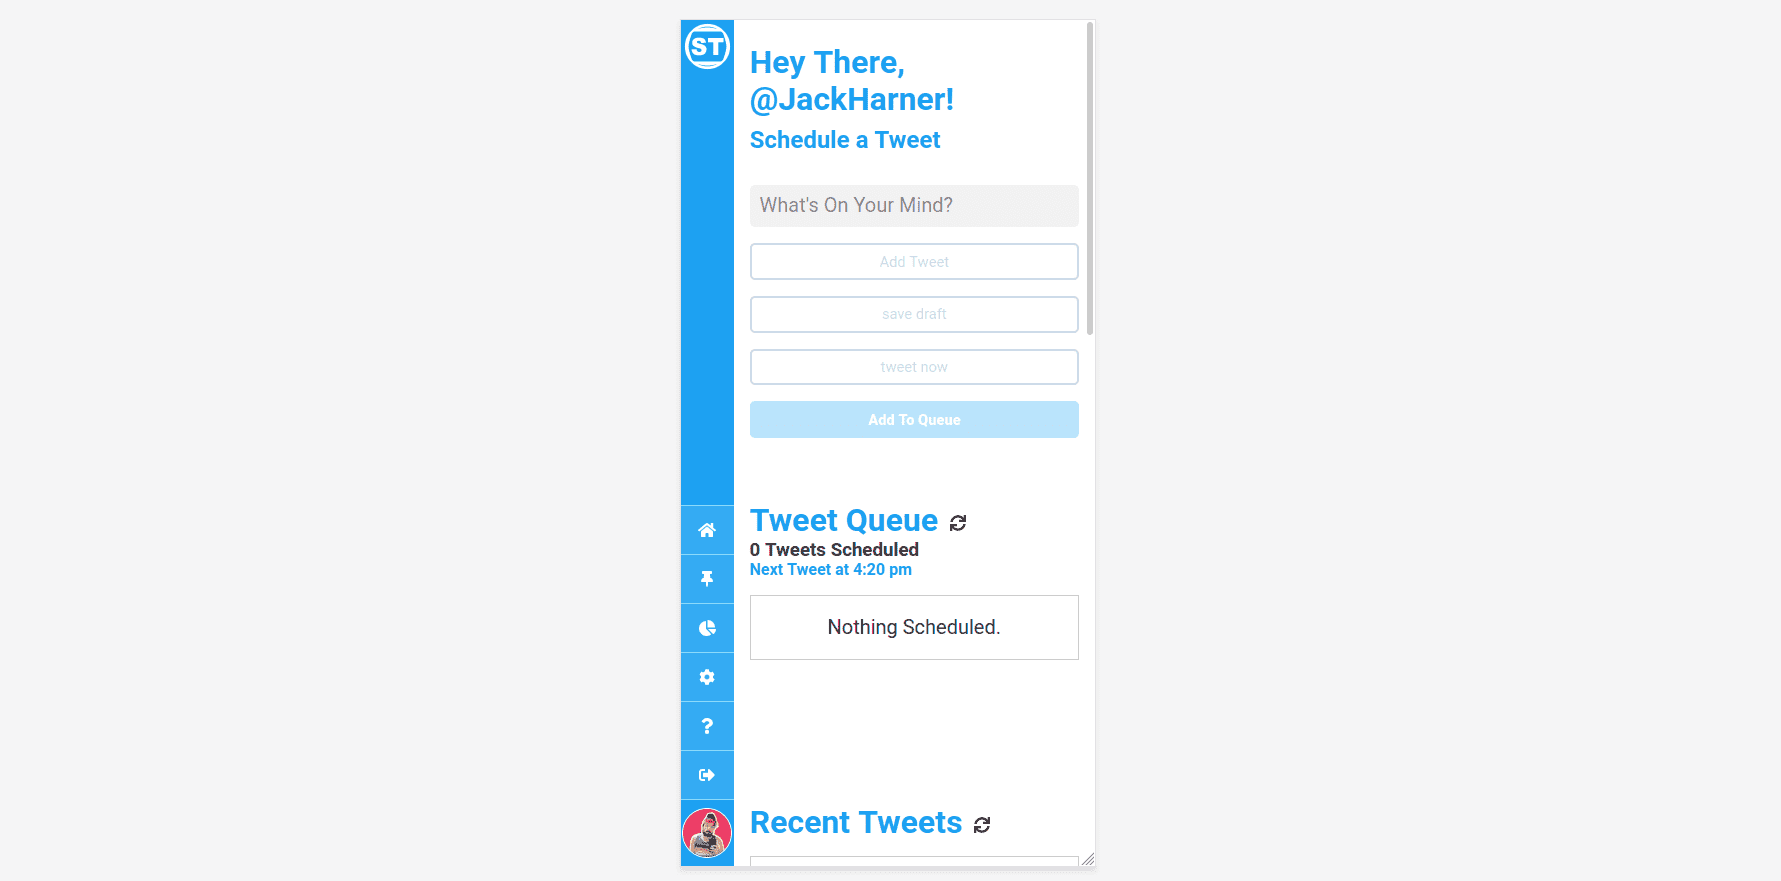 ST
Hey There,
@JackHarner!
Schedule a Tweet
What's On Your Mind?
Add Tweet
save draft
tweet now
Add To Queue
Tweet Queue
0 Tweets Scheduled
Next Tweet at 4:20 pm
Nothing Scheduled.
Recent Tweets